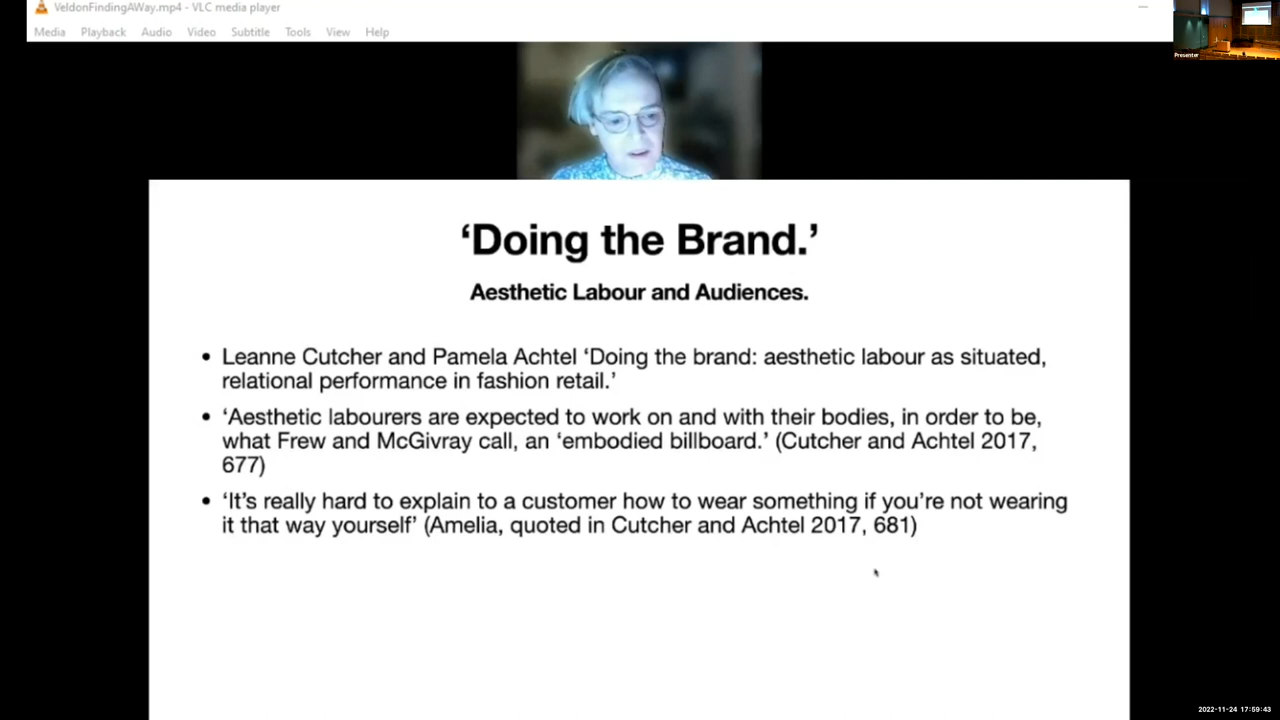 VeldonFindingAWay.mp4 - VLC media player
Media Playback Audio Video Subtitle Tools View Help
Presenter
‘Doing the Brand.’
Aesthetic Labour and Audiences.
• Leanne Cutcher and Pamela Achtel ‘Doing the brand: aesthetic labour as situated,
relational performance in fashion retail.’
• ‘Aesthetic labourers are expected to work on and with their bodies, in order to be,
what Frew and McGivray call, an ‘embodied billboard.’ (Cutcher and Achtel 2017,
677)
• ‘It’s really hard to explain to a customer how to wear something if you’re not wearing
it that way yourself’ (Amelia, quoted in Cutcher and Achtel 2017, 681)
2022-11-24 17:59:43